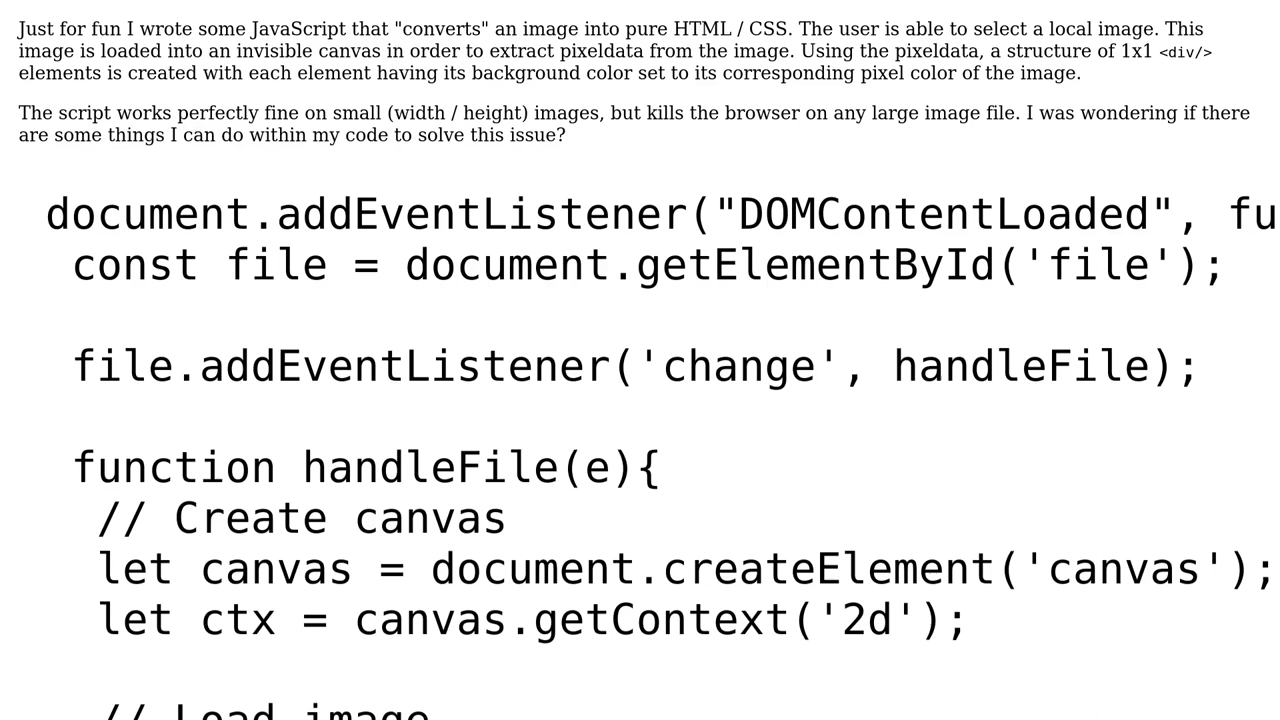 Just for fun I wrote some JavaScript that "converts" an image into pure HTML / CSS. The user is able to select a local image. This
image is loaded into an invisible canvas in order to extract pixeldata from the image. Using the pixeldata, a structure of 1x1 <div/>
elements is created with each element having its background color set to its corresponding pixel color of the image.
The script works perfectly fine on small (width / height) images, but kills the browser on any large image file. I was wondering if there
are some things I can do within my code to solve this issue?
document.addEventListener("DOMContentLoaded", fu
const file = document.getElementById('file');
file.addEventListener('change', handleFile);
function handleFile(e){
// Create canvas
let canvas = document.createElement('canvas');
let ctx = canvas.getContext('2d');
// Load image